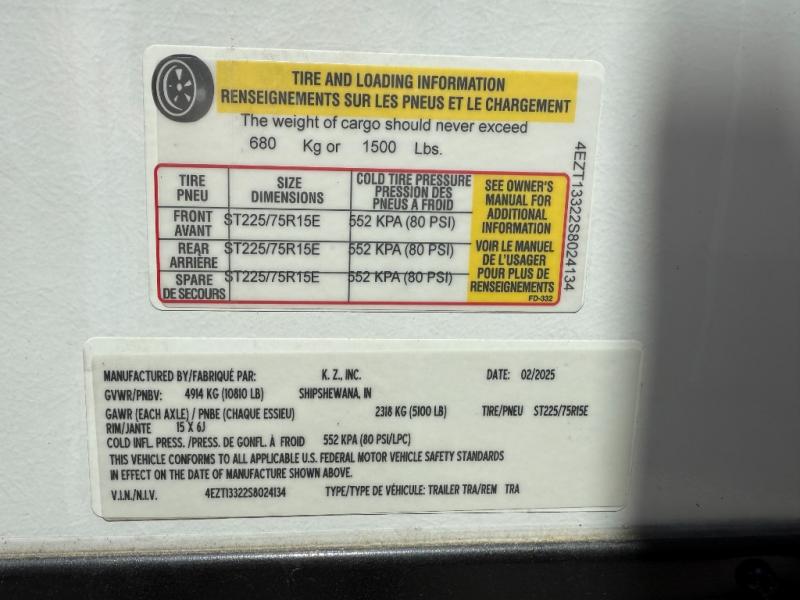 TIRE AND LOADING INFORMATION
RENSEIGNEMENTS SUR LES PNEUS ET LE CHARGEMENT
The weight of cargo should never exceed
680 Kg or 1500 Lbs.
TIRE PNEU
SIZE DIMENSIONS
COLD TIRE PRESSURE PRESSION DES PNEUS A FROID
FRONT AVANT ST225/75R15E 552 KPA (80 PSI)
REAR ARRIÈRE ST225/75R15E 552 KPA (80 PSI)
SPARE DE SECOURS ST225/75R15E 552 KPA (80 PSI)
SEE OWNER'S
MANUAL FOR
ADDITIONAL
INFORMATION
VOIR LE MANUEL
DE L'USAGER
POUR PLUS DE
RENSEIGNEMENTS
FD-332
4EZT13322S8024134
MANUFACTURED BY/FABRIQUÉ PAR: K. Z., INC. DATE: 02/2025
GVWR/PNBV: 4914 KG (10810 LB) SHIPSHEWANA, IN
GAWR (EACH AXLE) / PNBE (CHAQUE ESSIEU) 2318 KG (5100 LB) TIRE/PNEU ST225/75R15E
RIM/JANTE 15 X 6J
COLD INFL. PRESS. /PRESS. DE GONFL. À FROID 552 KPA (80 PSI/LPC)
THIS VEHICLE CONFORMS TO ALL APPLICABLE U.S. FEDERAL MOTOR VEHICLE SAFETY STANDARDS
IN EFFECT ON THE DATE OF MANUFACTURE SHOWN ABOVE.
V.I.N./N.I.V. 4EZT13322S8024134 TYPE/TYPE DE VÉHICULE: TRAILER TRA/REM TRA